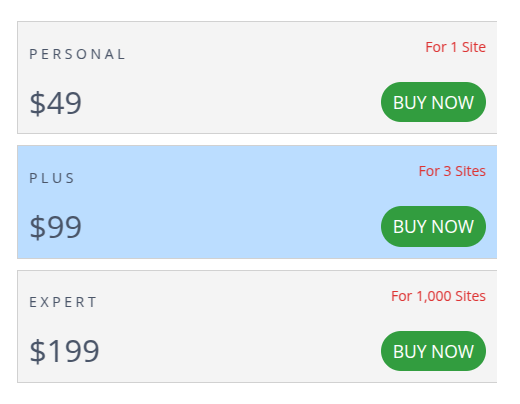 PERSONAL
For 1 Site
$49
BUY NOW
PLUS
For 3 Sites
$99
BUY NOW
EXPERT
For 1,000 Sites
$199
BUY NOW